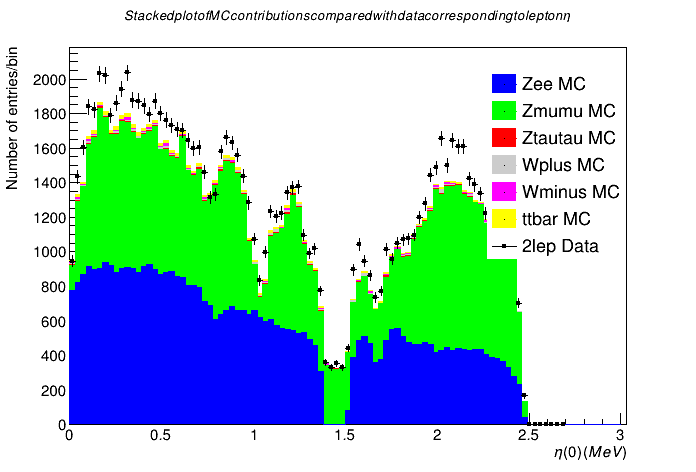 StackedplotofMCcontributionscomparedwithdatacorrespondingtoleptonη
Number of entries/bin
2000
1800
1600
1400
1200
1000
800
600
400
200
0
Zee MC
Zmumu MC
Ztautau MC
Wplus MC
Wminus MC
ttbar MC
2lep Data
0 0.5 1 1.5 2 2.5 3
η(0)(MeV)